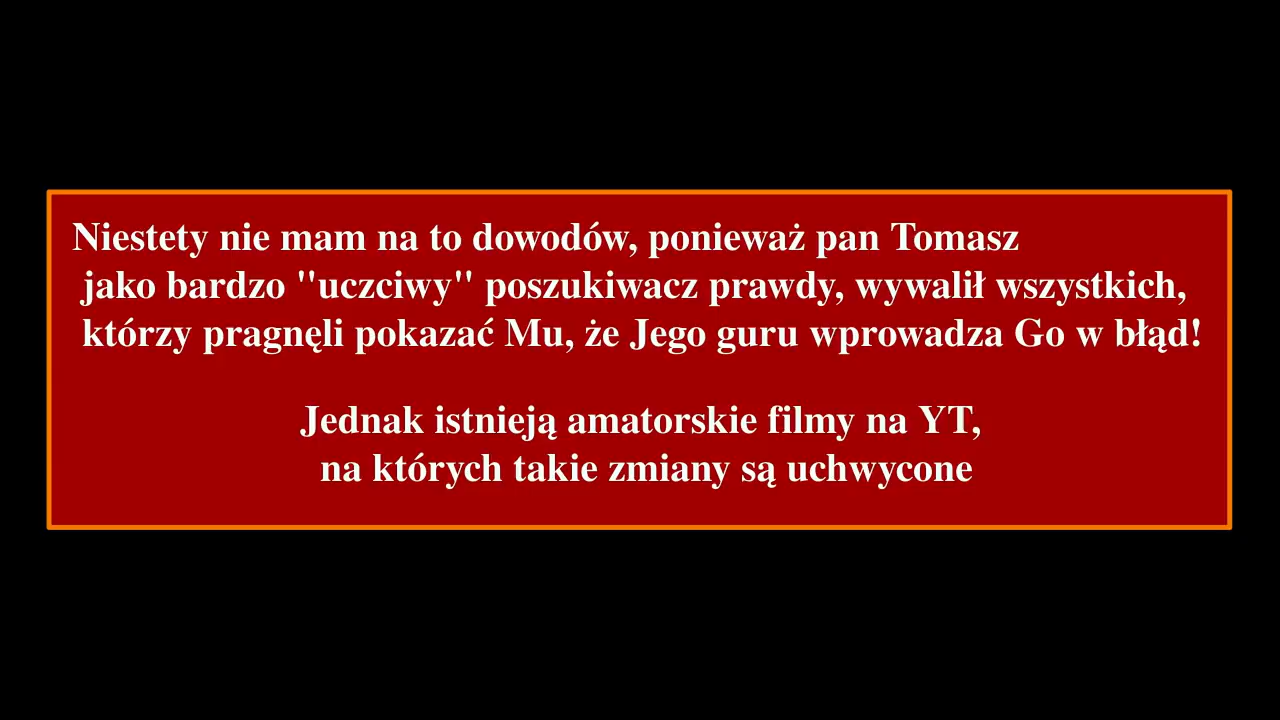 Niestety nie mam na to dowodów, ponieważ pan Tomasz
jako bardzo "uczciwy" poszukiwacz prawdy, wywalił wszystkich,
którzy pragnęli pokazać Mu, że Jego guru wprowadza Go w błąd!
Jednak istnieją amatorskie filmy na YT,
na których takie zmiany są uchwycone